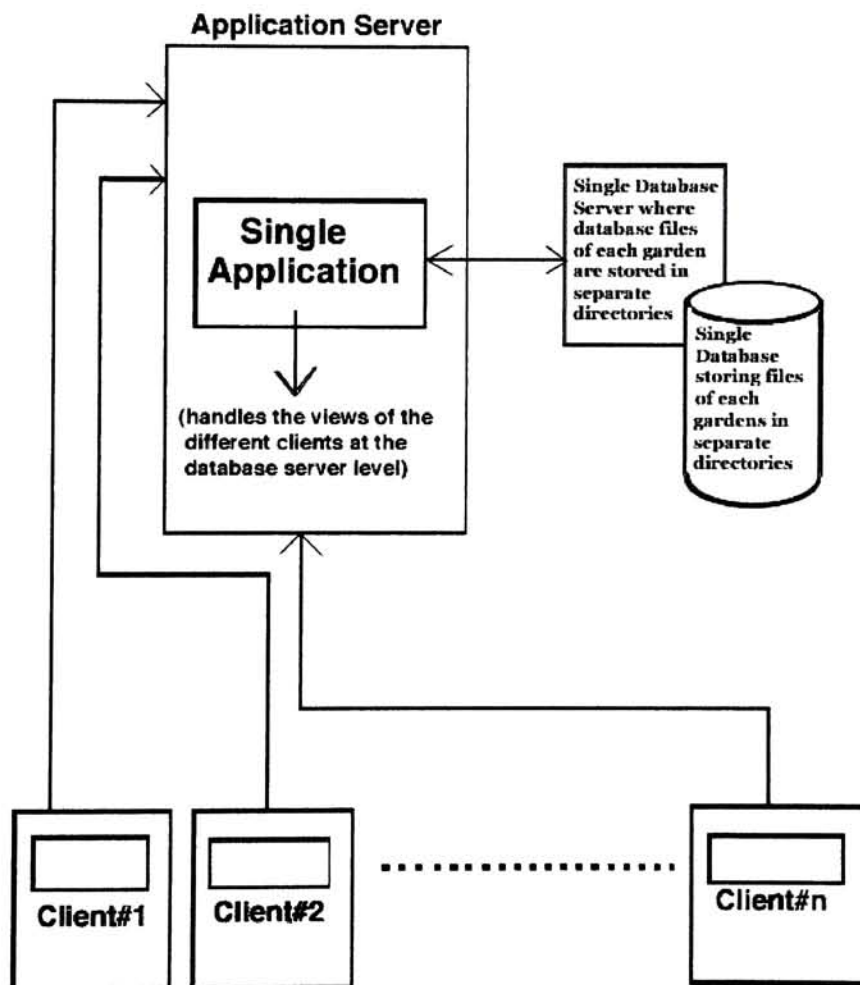 Application Server
Single
Application
(handles the views of the
different clients at the
database server level)
Single Database
Server where
database files
of each garden
are stored in
separate
directories
Single
Database
storing files
of each
gardens in
separate
directories
Client#1
Client#2
Client#n